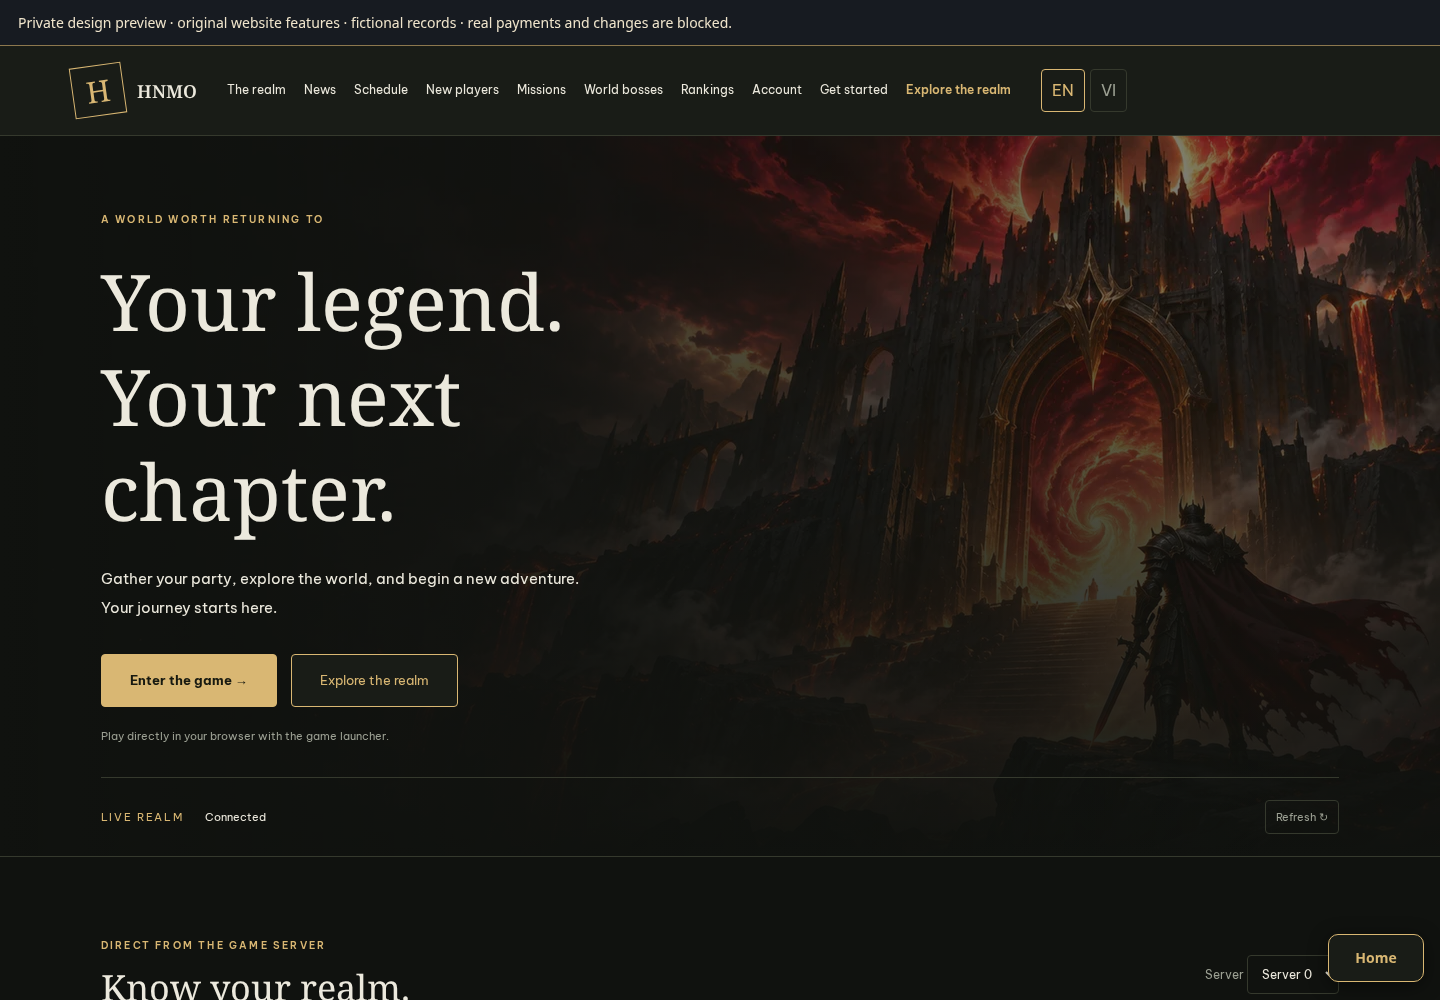 Private design preview · original website features · fictional records · real payments and changes are blocked.
H HNMO The realm News Schedule New players Missions World bosses Rankings Account Get started Explore the realm EN VI
A WORLD WORTH RETURNING TO
Your legend.
Your next
chapter.
Gather your party, explore the world, and begin a new adventure.
Your journey starts here.
Enter the game → Explore the realm
Play directly in your browser with the game launcher.
LIVE REALM Connected Refresh ↻
DIRECT FROM THE GAME SERVER
Know your realm.
Server Server 0
Home